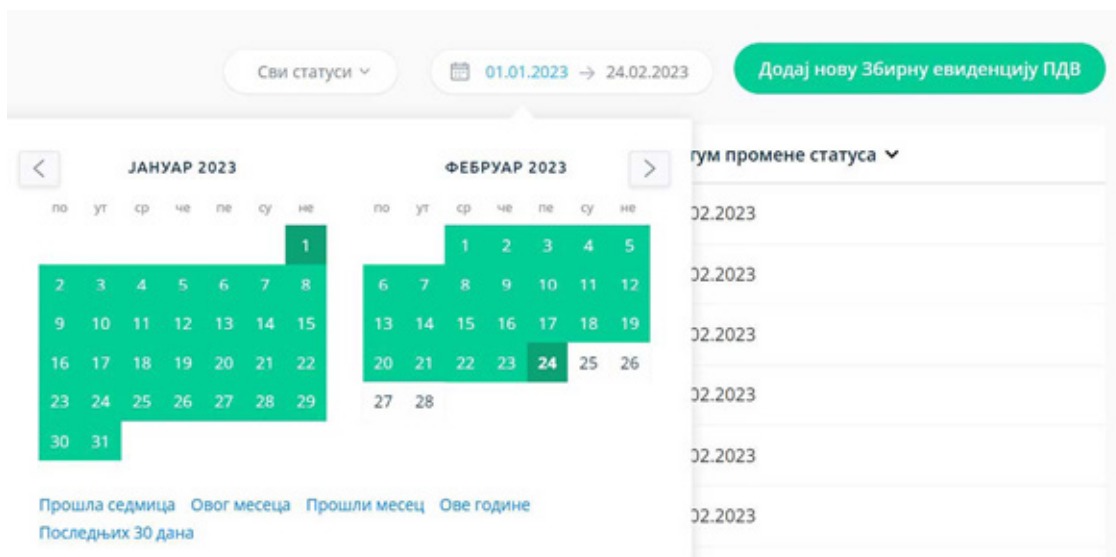 Сви статуси
01.01.2023 → 24.02.2023
Додај нову Збирну евиденцију ПДВ
ЈАНУАР 2023
по ут ср че пе су не
1
2 3 4 5 6 7 8
9 10 11 12 13 14 15
16 17 18 19 20 21 22
23 24 25 26 27 28 29
30 31
ФЕБРУАР 2023
по ут ср че пе су не
1 2 3 4 5
6 7 8 9 10 11 12
13 14 15 16 17 18 19
20 21 22 23 24 25 26
27 28
Прошла седмица Овог месеца Прошли месец Ове године
Последњих 30 дана
тум промене статуса
02.2023
02.2023
02.2023
02.2023
02.2023
02.2023